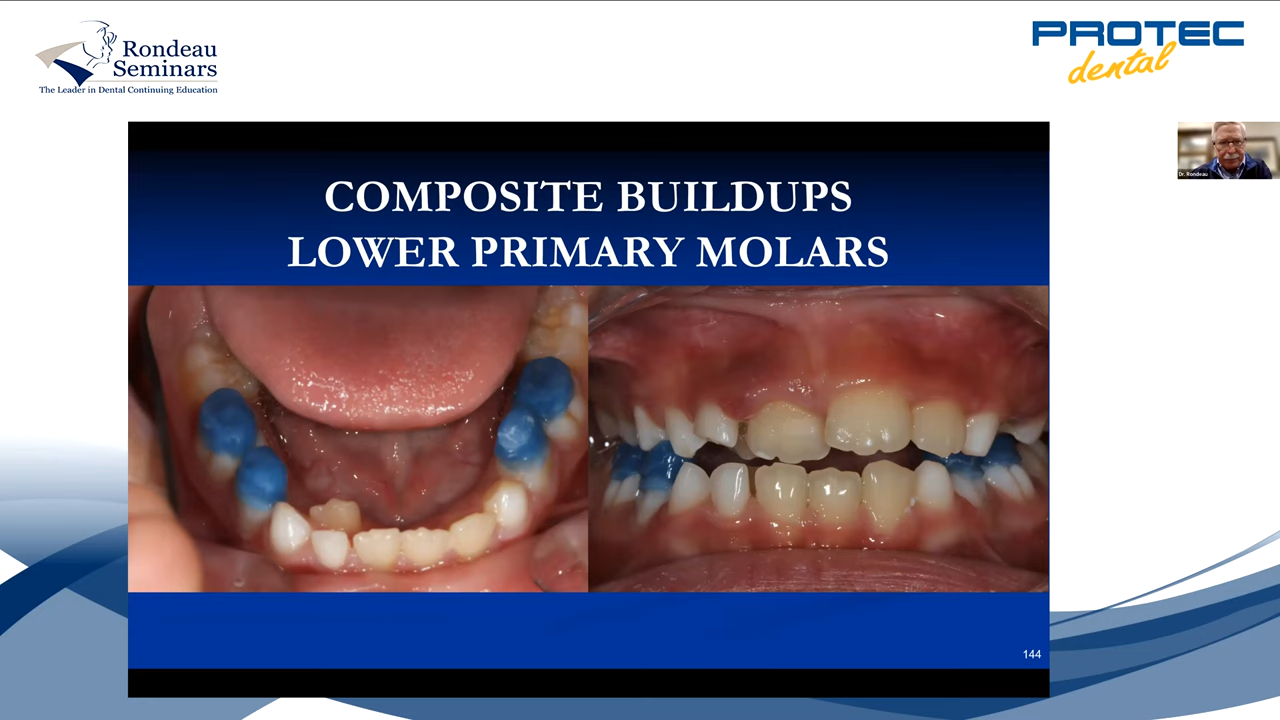 Rondeau
Seminars
The Leader in Dental Continuing Education
PROTEC
dental
Dr. Rondeau
COMPOSITE BUILDUPS
LOWER PRIMARY MOLARS
144